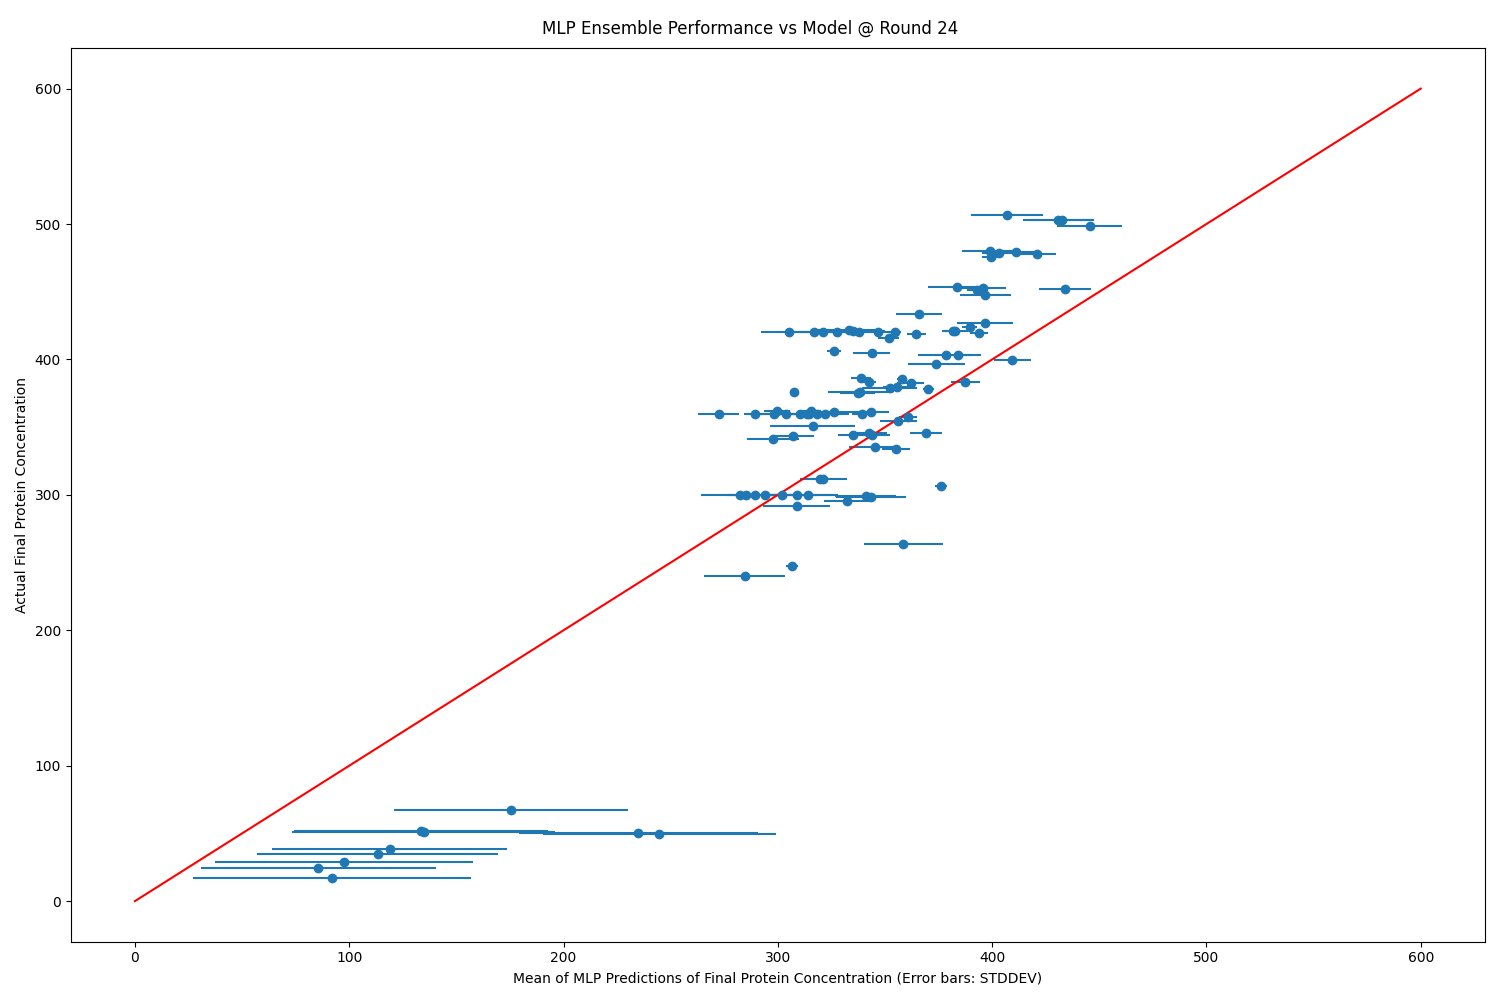 MLP Ensemble Performance vs Model @ Round 24
600
500
400
300
200
100
0
Actual Final Protein Concentration
0 100 200 300 400 500 600
Mean of MLP Predictions of Final Protein Concentration (Error bars: STDDEV)